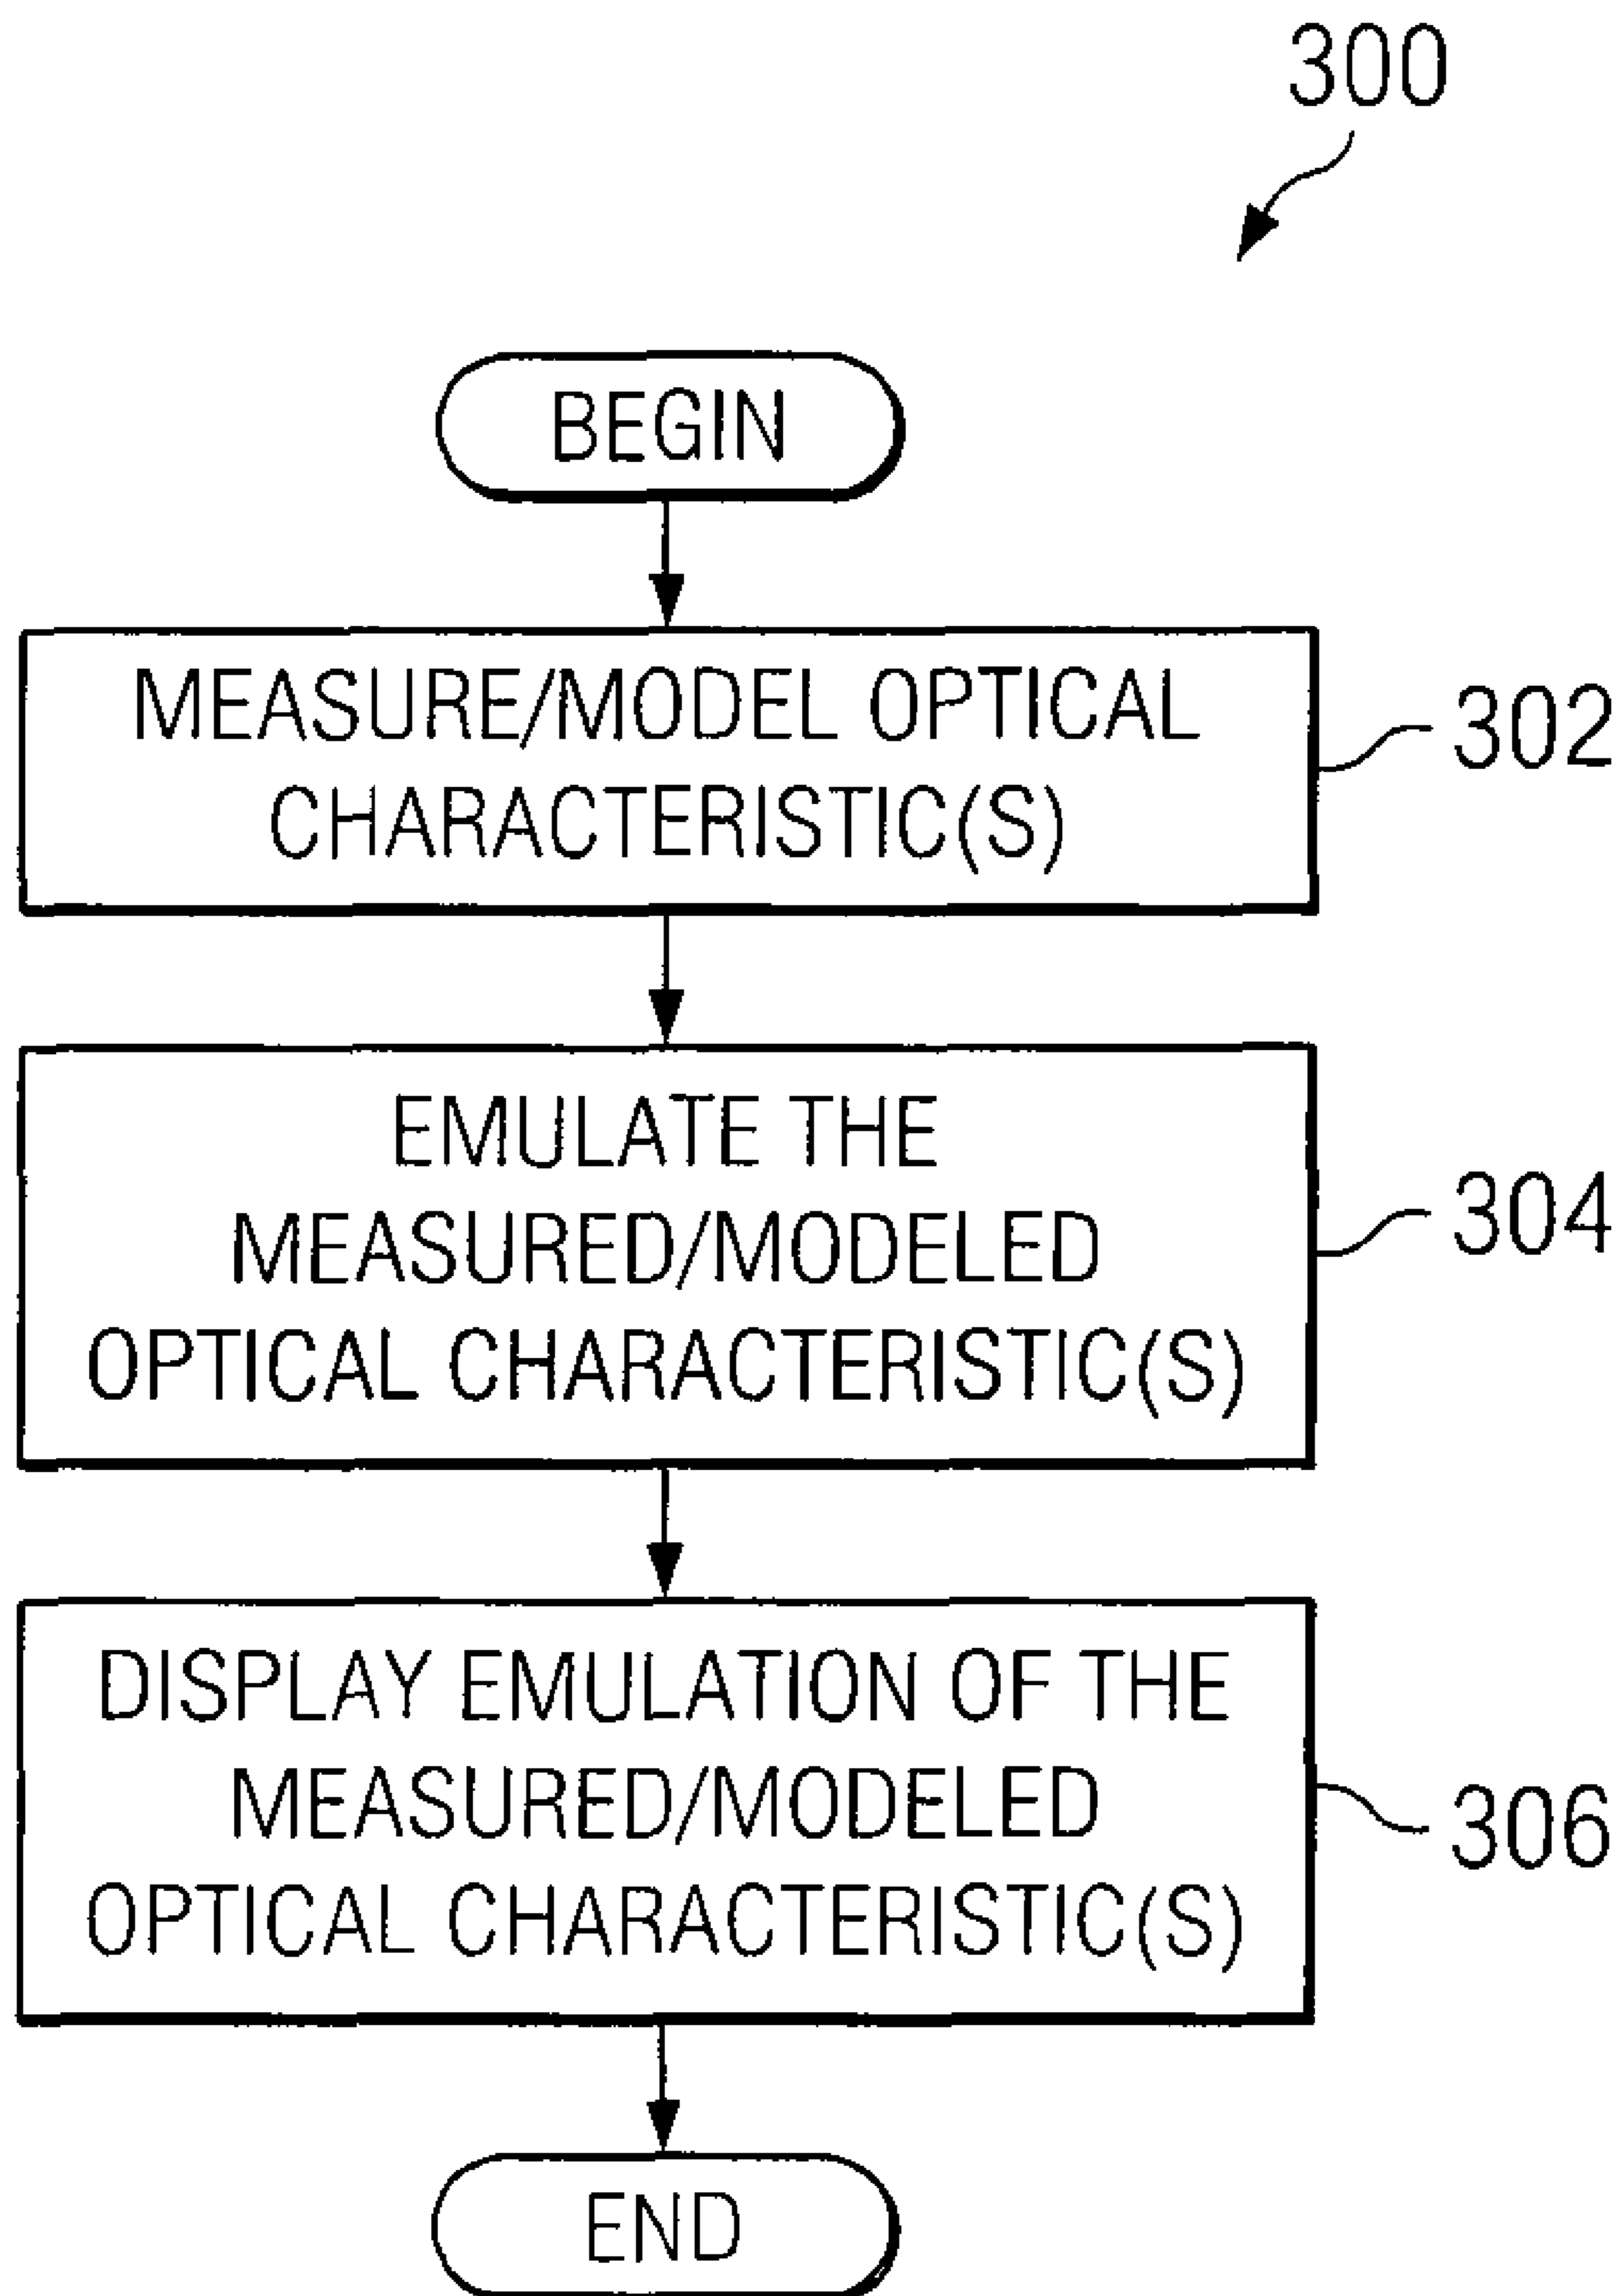 300
BEGIN
MEASURE/MODEL OPTICAL
CHARACTERISTIC(S)
302
EMULATE THE
MEASURED/MODELED
OPTICAL CHARACTERISTIC(S)
304
DISPLAY EMULATION OF THE
MEASURED/MODELED
OPTICAL CHARACTERISTIC(S)
306
END